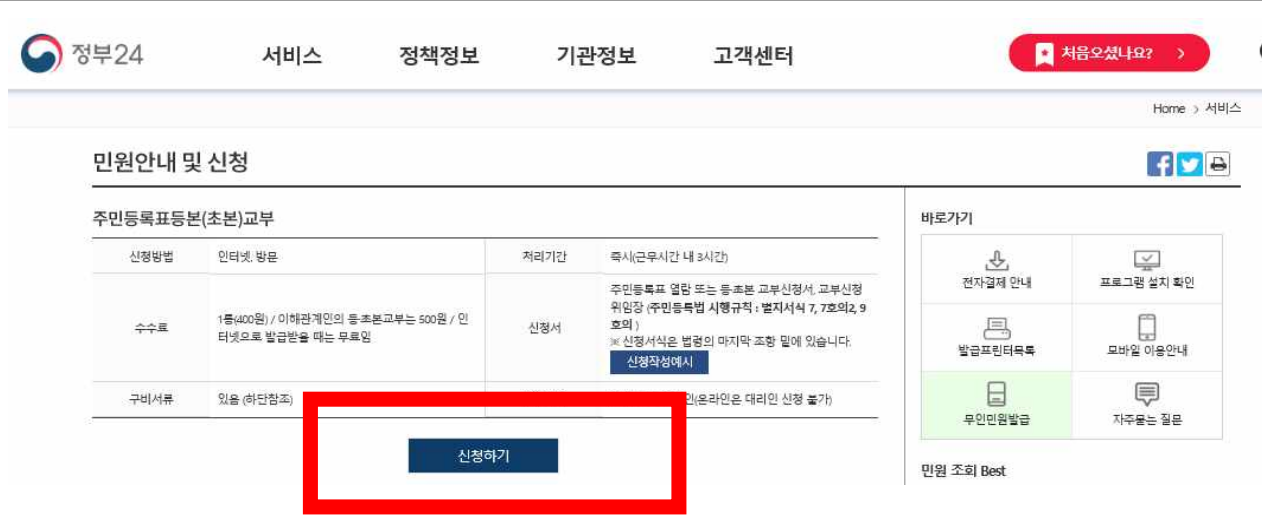 정부24
서비스
정책정보
기관정보
고객센터
처음오셨나요? >
Home > 서비스
민원안내 및 신청
주민등록표등본(초본)교부
신청방법
인터넷, 방문
처리기간
즉시(근무시간 내 3시간)
수수료
1통(400원) / 이해관계인의 등·초본교부는 500원 / 인
터넷으로 발급받을 때는 무료임
신청서
주민등록표 열람 또는 등·초본 교부신청서, 교부신청
위임장 (주민등록법 시행규칙 : 별지서식 7, 7호의2, 9
호의 )
※ 신청서식은 법령의 마지막 조항 밑에 있습니다.
신청작성예시
구비서류
있음 (하단참조)
인(온라인은 대리인 신청 불가)
신청하기
바로가기
전자결제 안내
프로그램 설치 확인
발급프린터목록
모바일 이용안내
무인민원발급
자주묻는 질문
민원 조회 Best